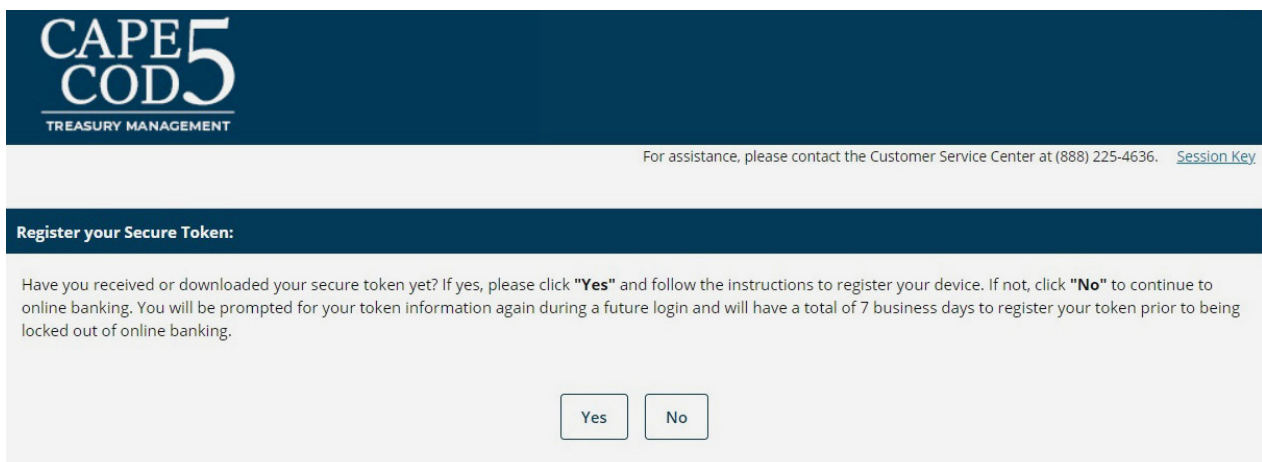 CAPE
COD 5
TREASURY MANAGEMENT
For assistance, please contact the Customer Service Center at (888) 225-4636. Session Key
Register your Secure Token:
Have you received or downloaded your secure token yet? If yes, please click "Yes" and follow the instructions to register your device. If not, click "No" to continue to
online banking. You will be prompted for your token information again during a future login and will have a total of 7 business days to register your token prior to being
locked out of online banking.
Yes No